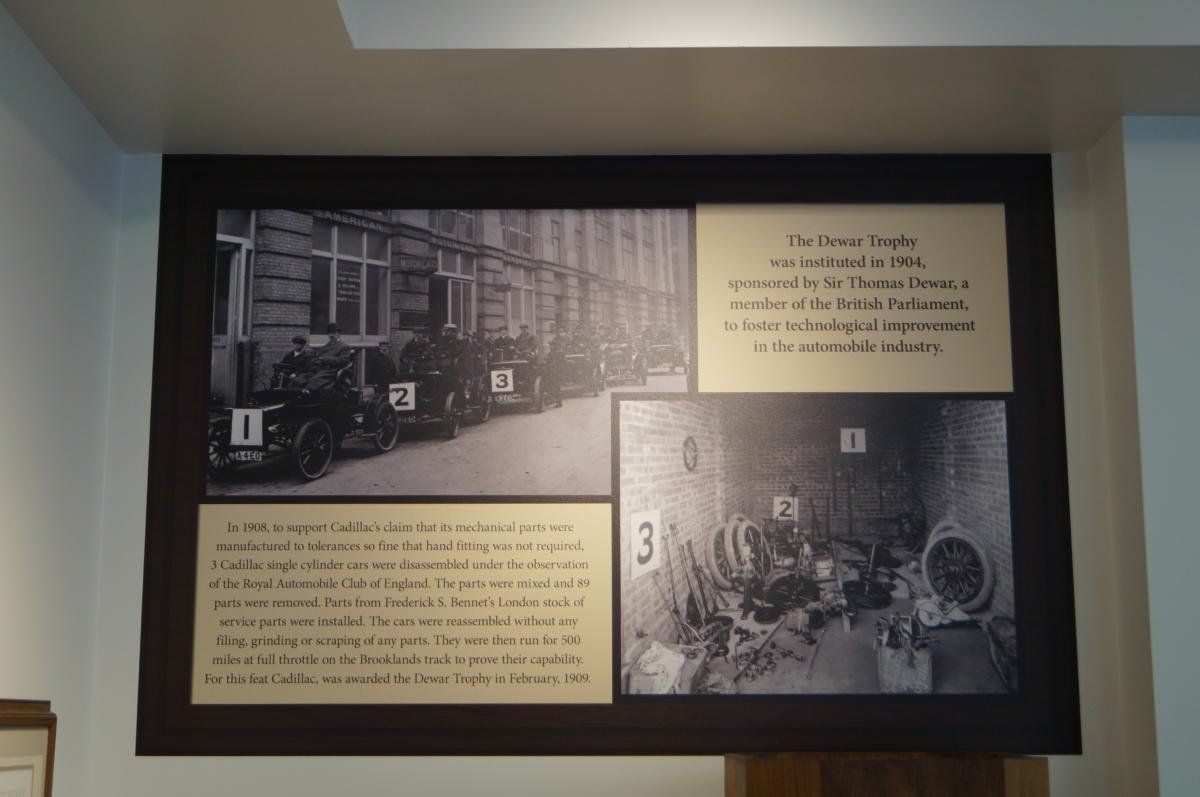 AMERICAN
MOTOR CAR
1
2
3
A4EO
The Dewar Trophy
was instituted in 1904,
sponsored by Sir Thomas Dewar, a
member of the British Parliament,
to foster technological improvement
in the automobile industry.
1
2
3
In 1908, to support Cadillac's claim that its mechanical parts were
manufactured to tolerances so fine that hand fitting was not required,
3 Cadillac single cylinder cars were disassembled under the observation
of the Royal Automobile Club of England. The parts were mixed and 89
parts were removed. Parts from Frederick S. Bennet's London stock of
service parts were installed. The cars were reassembled without any
filing, grinding or scraping of any parts. They were then run for 500
miles at full throttle on the Brooklands track to prove their capability.
For this feat Cadillac, was awarded the Dewar Trophy in February, 1909.